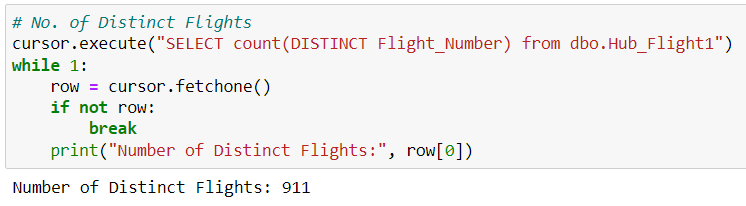 # No. of Distinct Flights
cursor.execute("SELECT count(DISTINCT Flight_Number) from dbo.Hub_Flight1")
while 1:
    row = cursor.fetchone()
    if not row:
        break
    print("Number of Distinct Flights:", row[0])
Number of Distinct Flights: 911